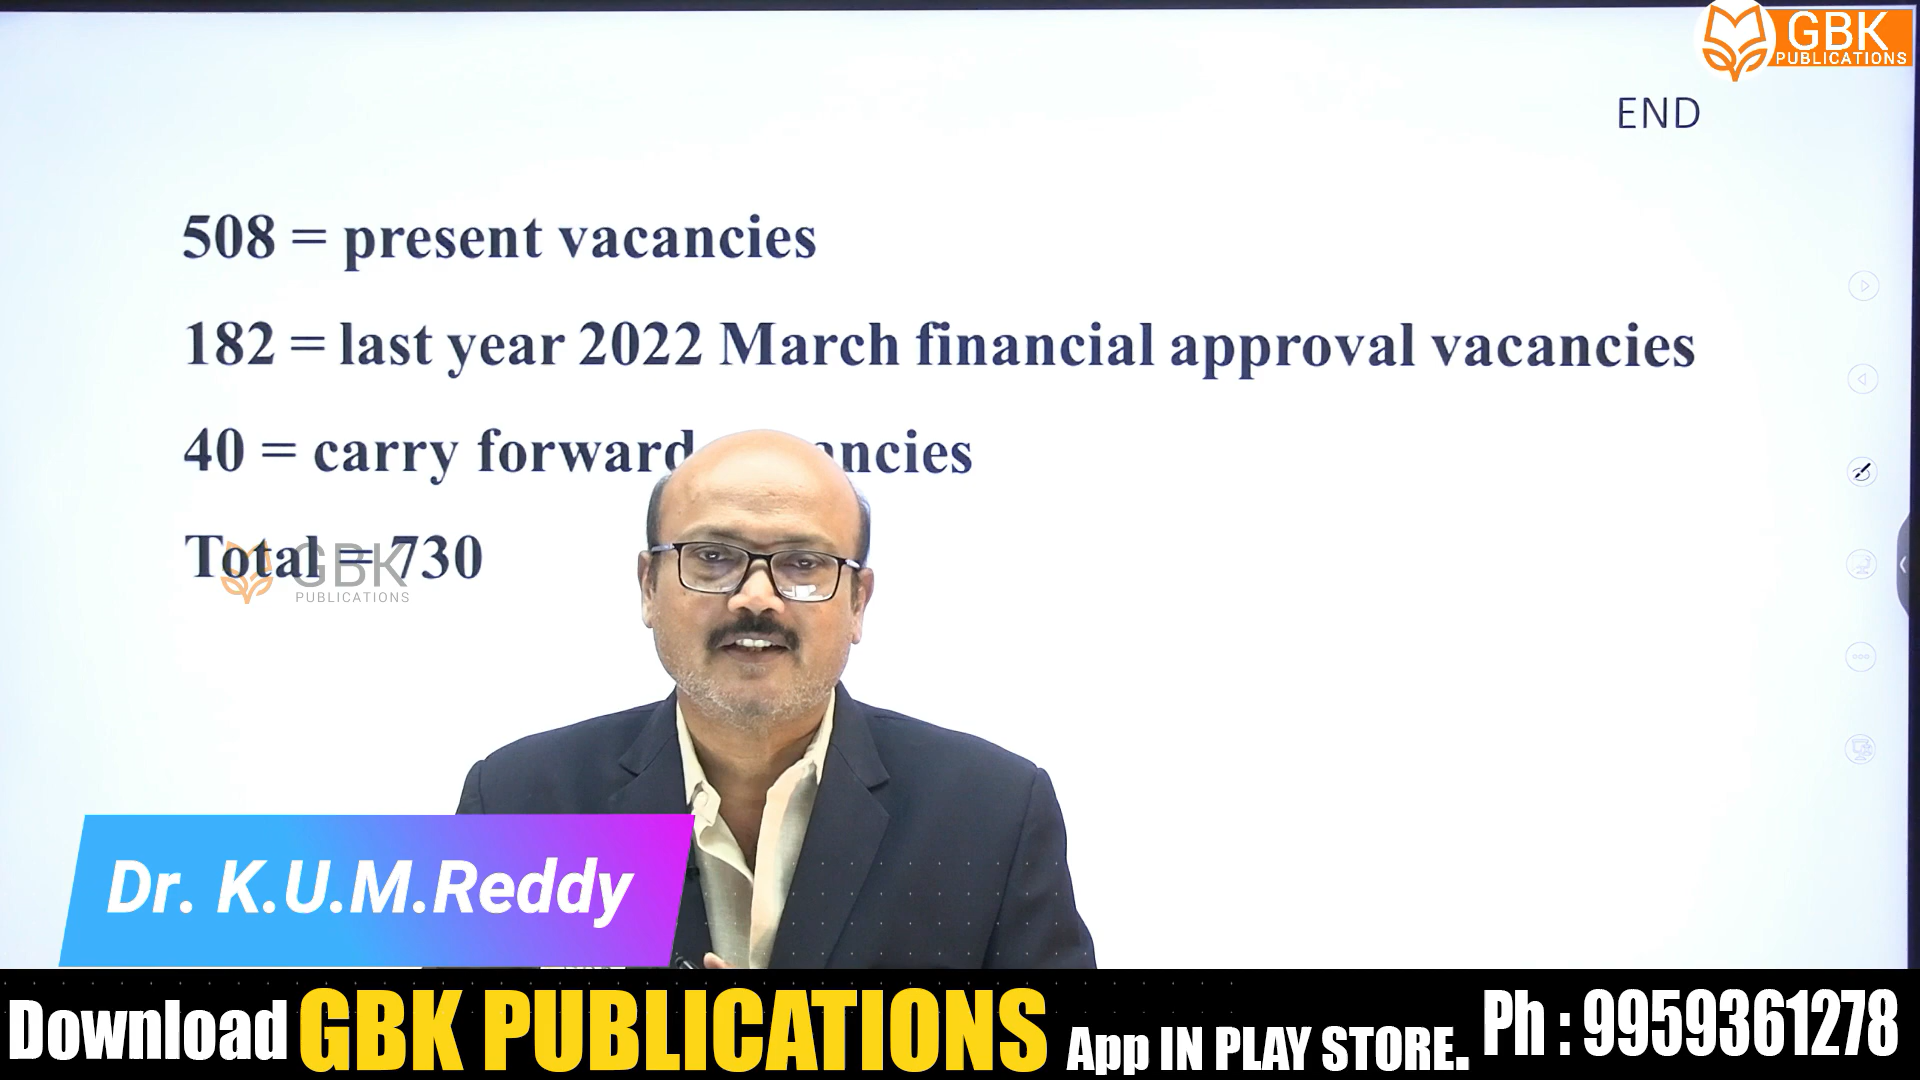 GBK
PUBLICATIONS
END
508 = present vacancies
182 = last year 2022 March financial approval vacancies
40 = carry forward
Total = 730
GBK
PUBLICATIONS
Dr. K.U.M.Reddy
Download GBK PUBLICATIONS App IN PLAY STORE. Ph : 9959361278